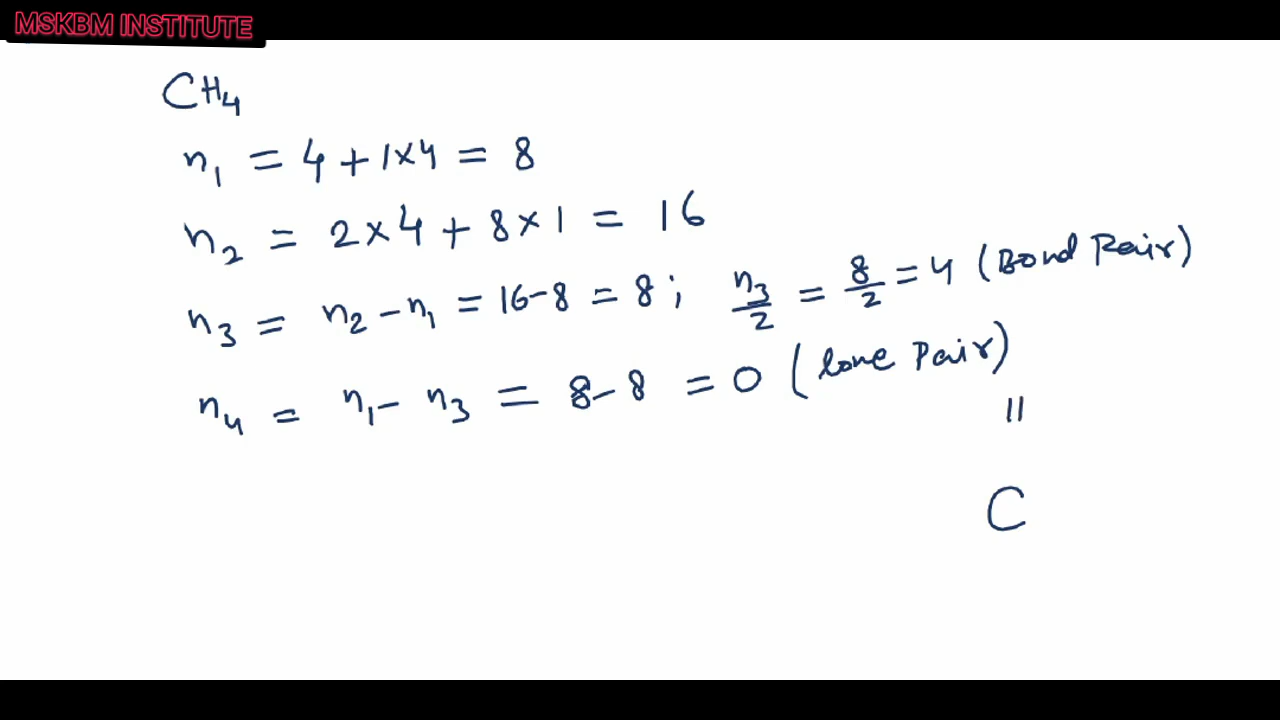 MSKBM INSTITUTE
CH₄
n₁ = 4 + 1×4 = 8
n₂ = 2×4 + 8×1 = 16
n₃ = n₂ - n₁ = 16-8 = 8 ; n₃/2 = 8/2 = 4 (Bond Pair)
n₄ = n₁ - n₃ = 8-8 = 0 (lone Pair)
"
C